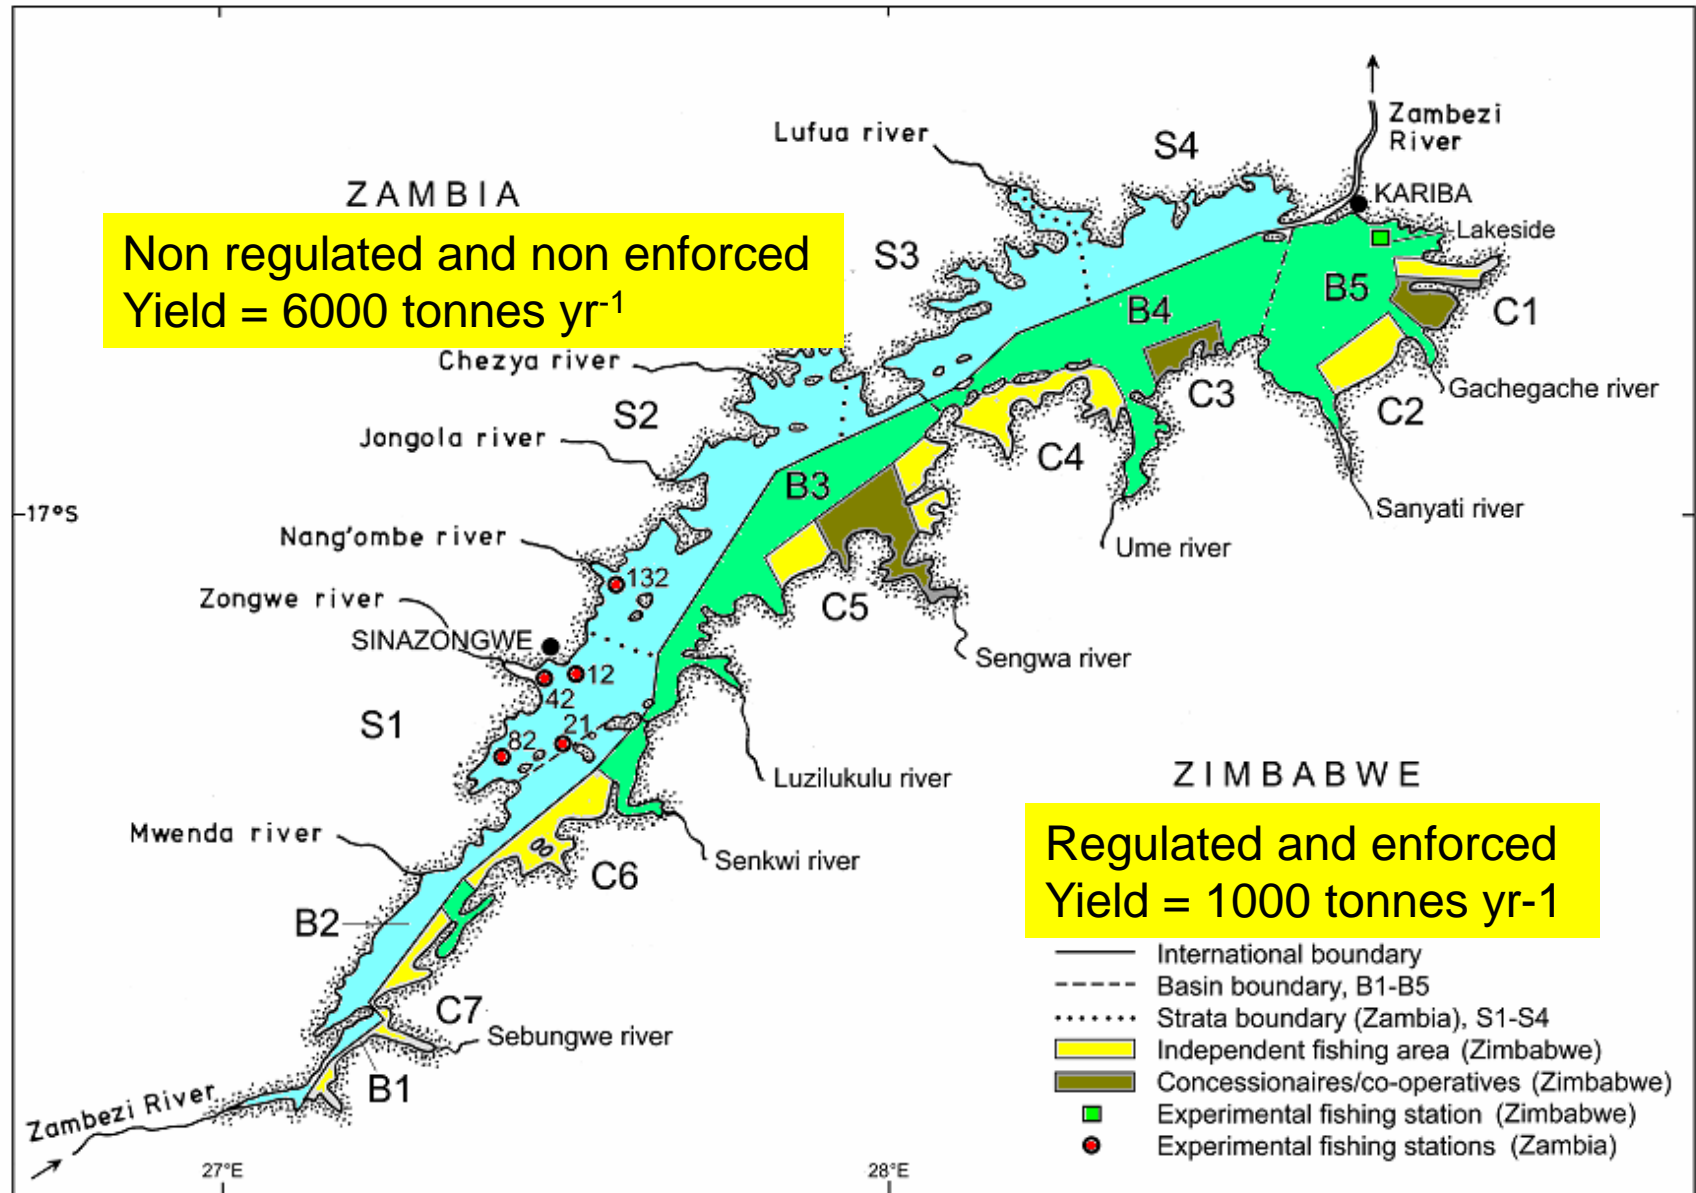 Zambezi
River
Lufua river
S4
ZAMBIA
KARIBA
Lakeside
Non regulated and non enforced
Yield = 6000 tonnes yr-1
S3
B5
B4
C1
Chezya river
S2
C3
C2
Gachegache river
Jongola river
C4
B3
17°S
Sanyati river
Nang'ombe river
Ume river
132
Zongwe river
C5
SINAZONGWE
Sengwa river
12
42
S1
21
82
Luzilukulu river
ZIMBABWE
Mwenda river
Senkwi river
Regulated and enforced
Yield = 1000 tonnes yr-1
C6
B2
International boundary
Basin boundary, B1-B5
C7
Strata boundary (Zambia), S1-S4
Sebungwe river
Independent fishing area (Zimbabwe)
B1
Concessionaires/co-operatives (Zimbabwe)
Zambezi River
Experimental fishing station (Zimbabwe)
Experimental fishing stations (Zambia)
27°E
28°E